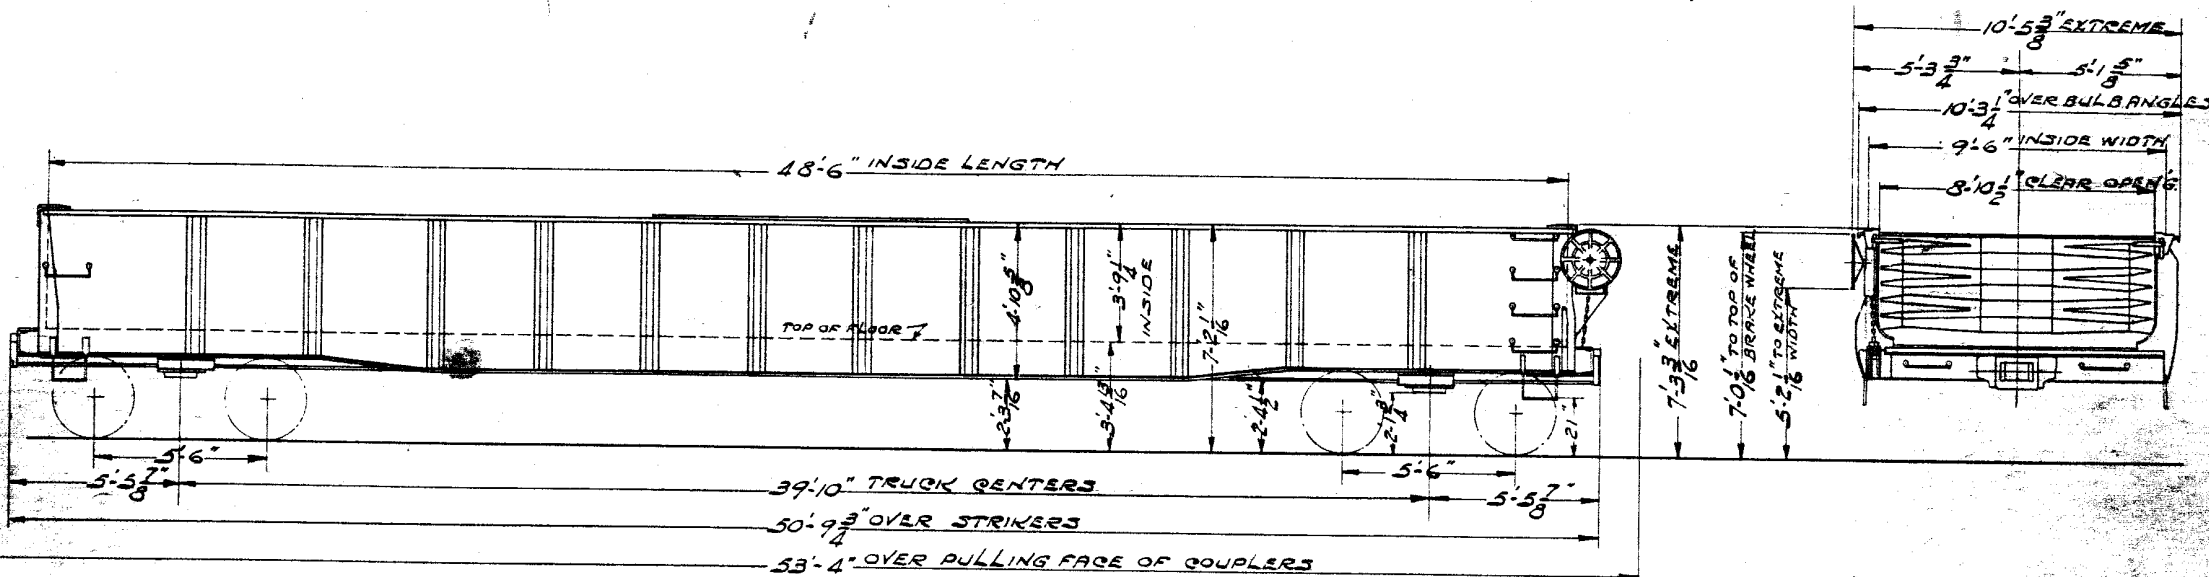 10'-5 3/8" EXTREME
5'-3 3/4"
5'-1 5/8"
10'-3 1/4" OVER BULB ANGLES
9'-6" INSIDE WIDTH
8'-10 1/2" CLEAR OPEN'G
48'-6" INSIDE LENGTH
TOP OF FLOOR
4'-10 5/8"
3'-9 1/4" INSIDE
7'-2 1/16"
2'-3 7/16"
3'-4 13/16"
2'-4 1/2"
2'-1 3/4"
21"
7'-3 3/16" EXTREME
7'-0 1/16" TO TOP OF BRAKE WHEEL
5'-2 1/16" TO EXTREME WIDTH
5'-6"
5'-6"
5'-5 7/8"
39'-10" TRUCK CENTERS
5'-5 7/8"
50'-9 3/4" OVER STRIKERS
53'-4" OVER PULLING FACE OF COUPLERS